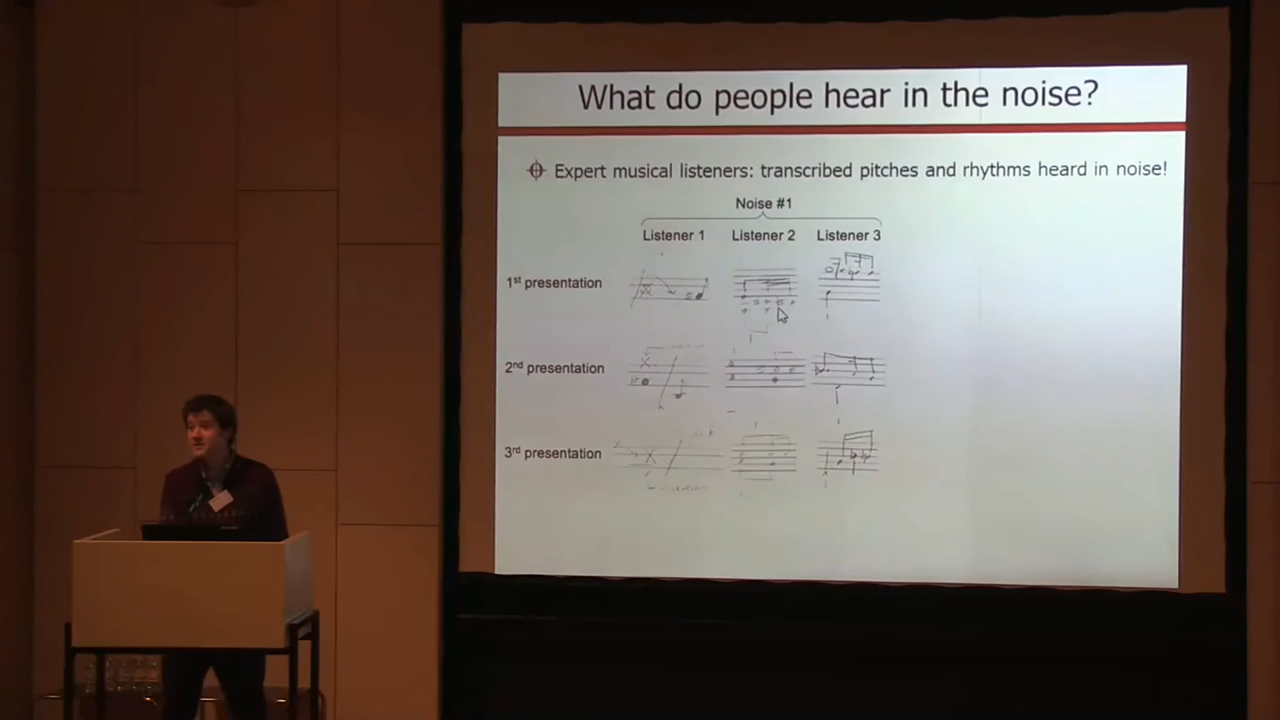 What do people hear in the noise?
Expert musical listeners: transcribed pitches and rhythms heard in noise!
Noise #1
Listener 1 Listener 2 Listener 3
1st presentation
2nd presentation
3rd presentation